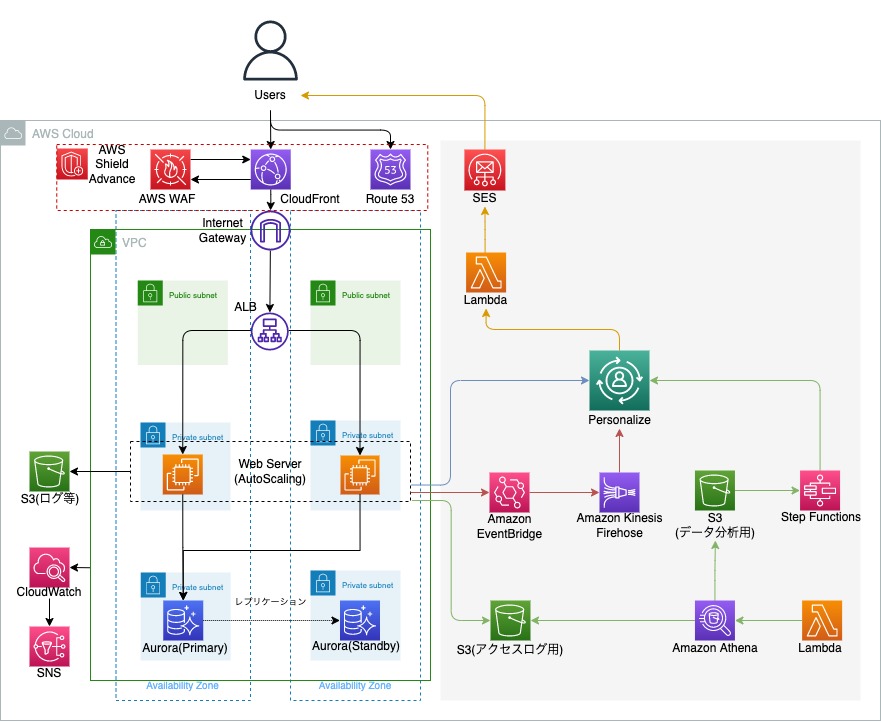 Users
AWS Cloud
AWS
Shield
Advance
AWS WAF
CloudFront
53
Route 53
SES
Internet
Gateway
VPC
Lambda
Public subnet
Public subnet
ALB
Personalize
Private subnet
Private subnet
Web Server
(AutoScaling)
S3(ログ等)
Amazon
EventBridge
Amazon Kinesis
Firehose
S3
(データ分析用)
Step Functions
CloudWatch
Private subnet
Private subnet
レプリケーション
Aurora(Primary)
Aurora(Standby)
S3(アクセスログ用)
Amazon Athena
Lambda
SNS
Availability Zone
Availability Zone